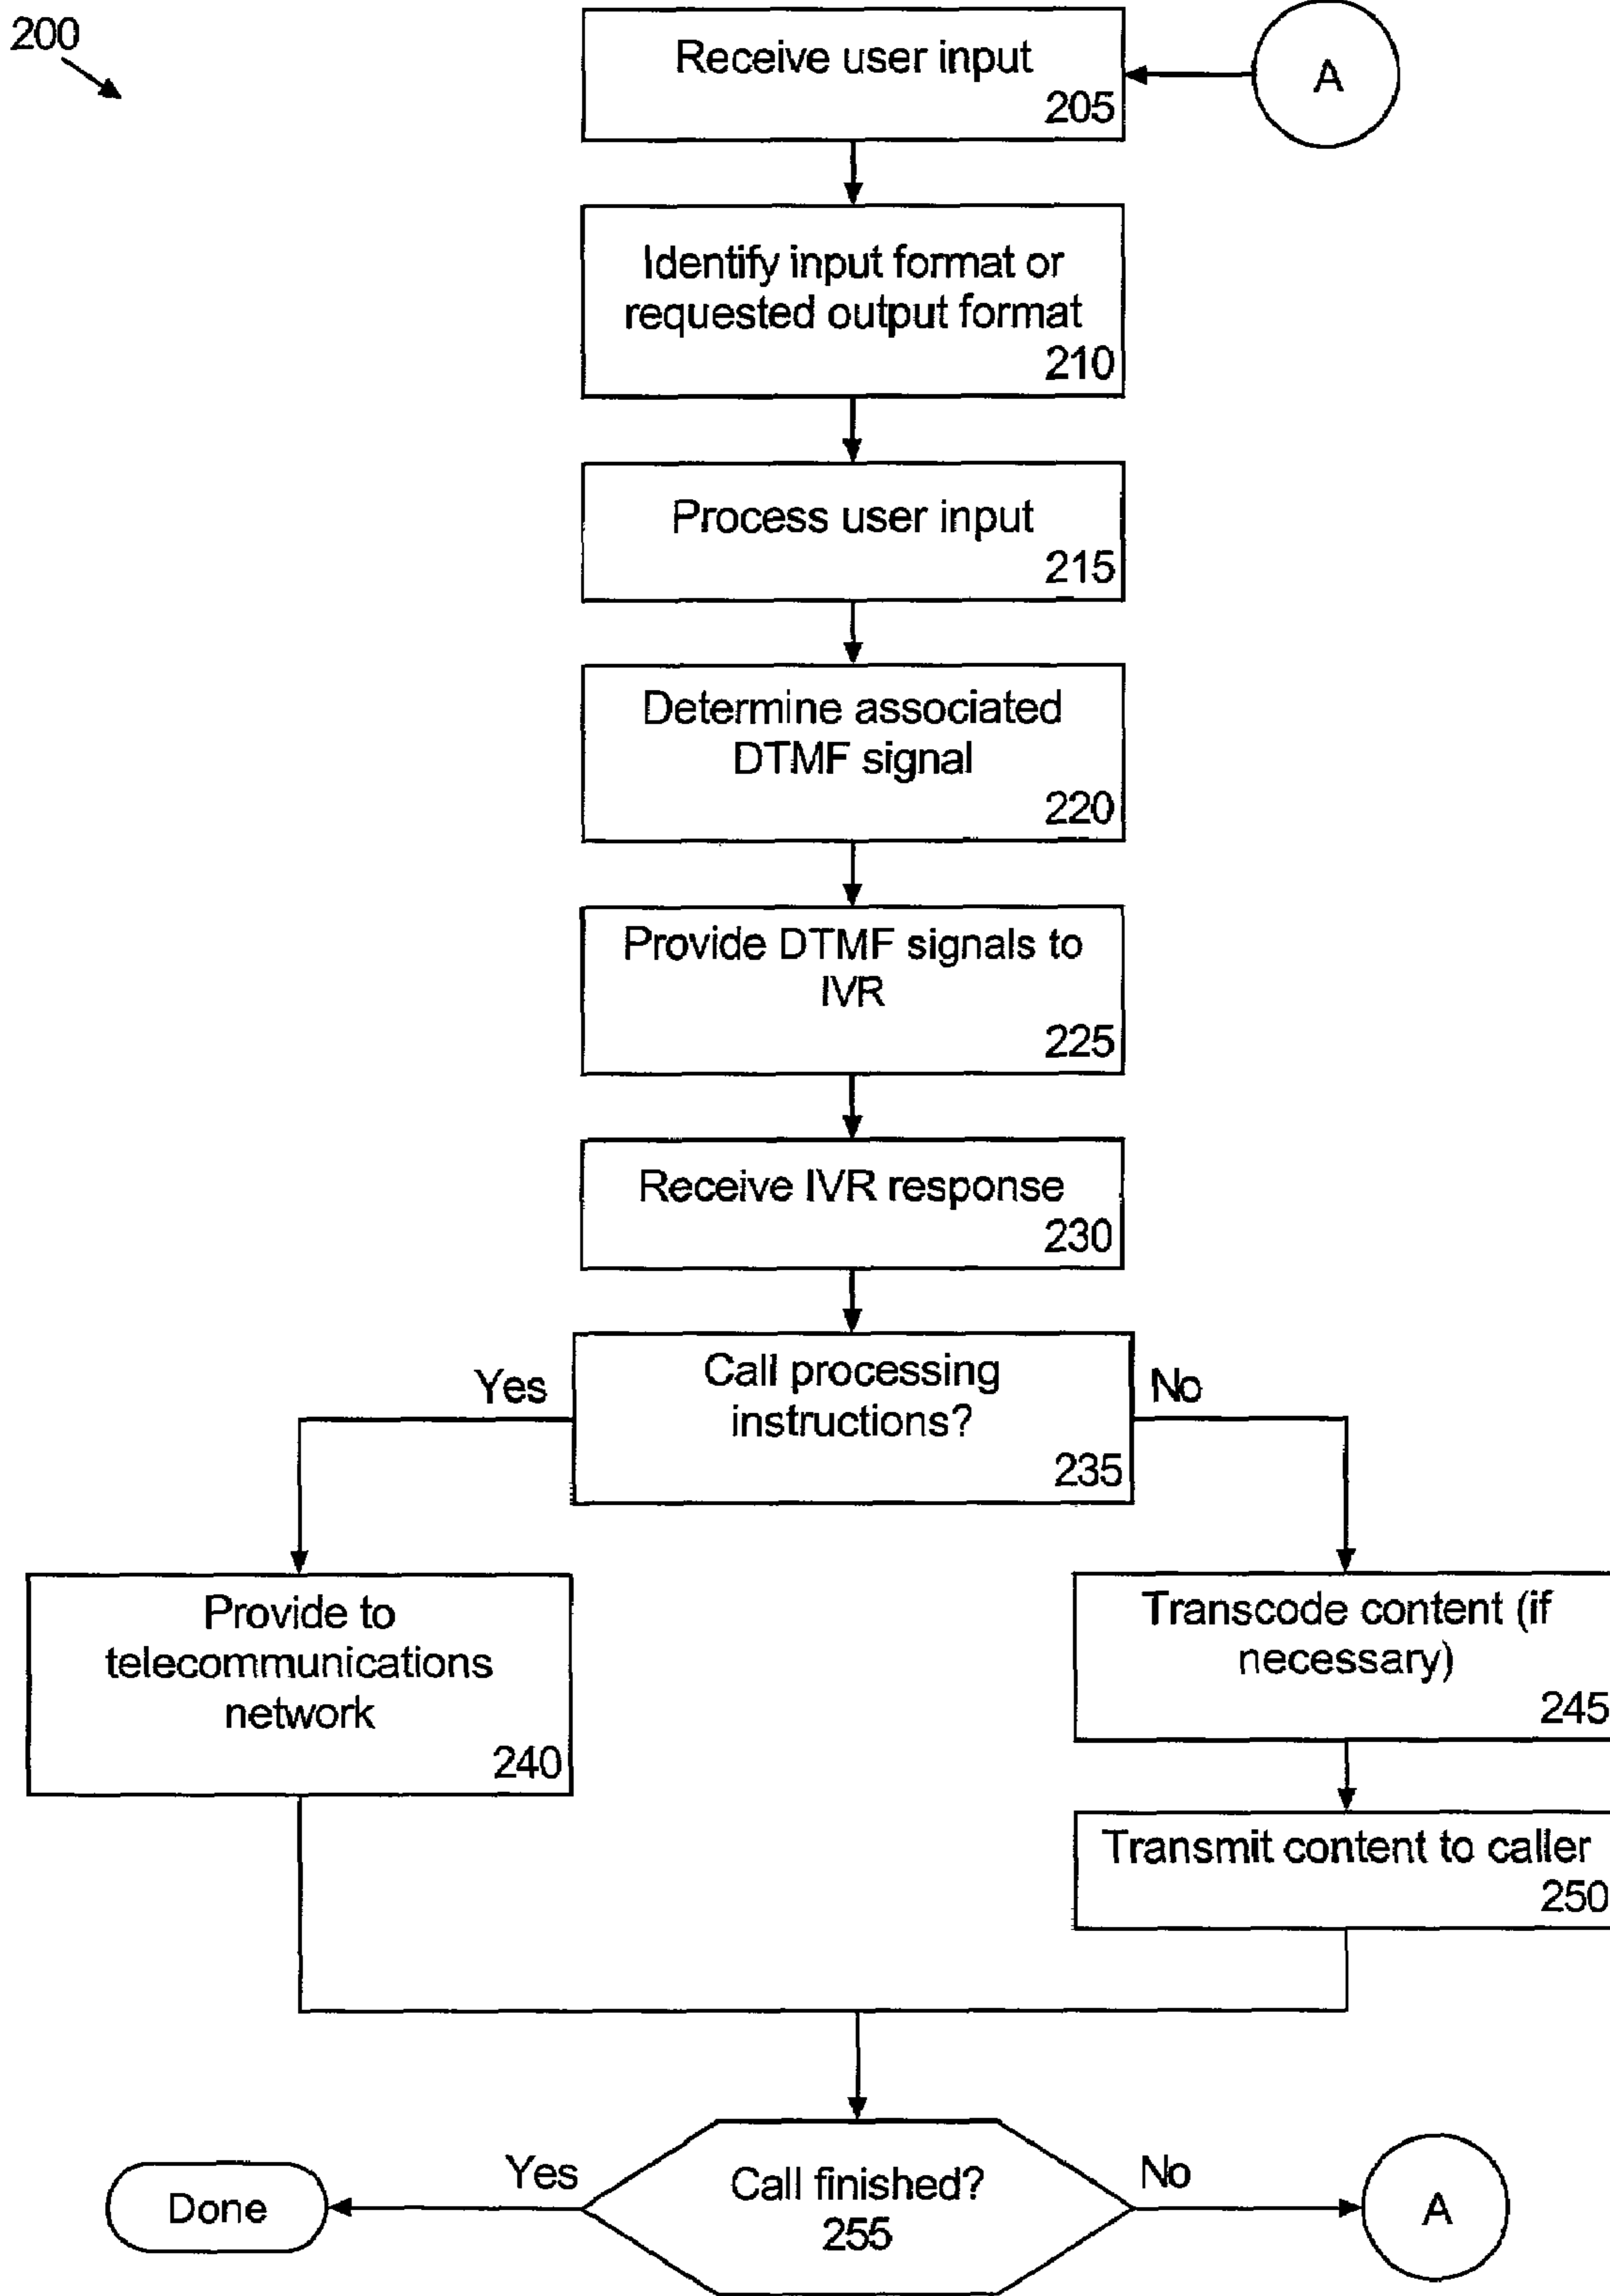 200
Receive user input
205
A
Identify input format or
requested output format
210
Process user input
215
Determine associated
DTMF signal
220
Provide DTMF signals to
IVR
225
Receive IVR response
230
Call processing
instructions?
235
Yes
No
Provide to
telecommunications
network
240
Transcode content (if
necessary)
245
Transmit content to caller
250
Call finished?
255
Yes
No
Done
A